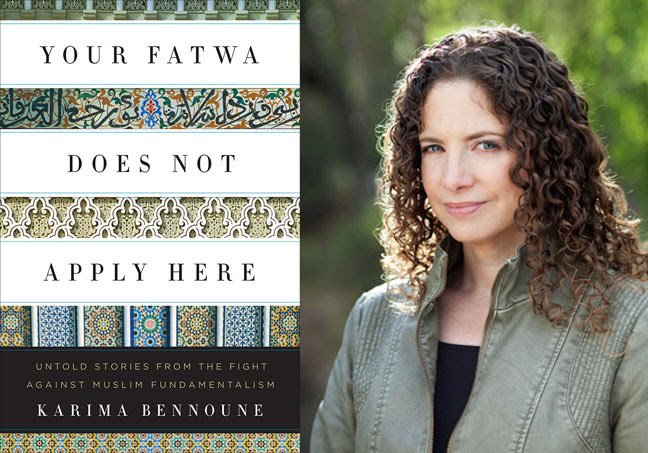 YOUR FATWA
DOES NOT
APPLY HERE
UNTOLD STORIES FROM THE FIGHT
AGAINST MUSLIM FUNDAMENTALISM
KARIMA BENNOUNE